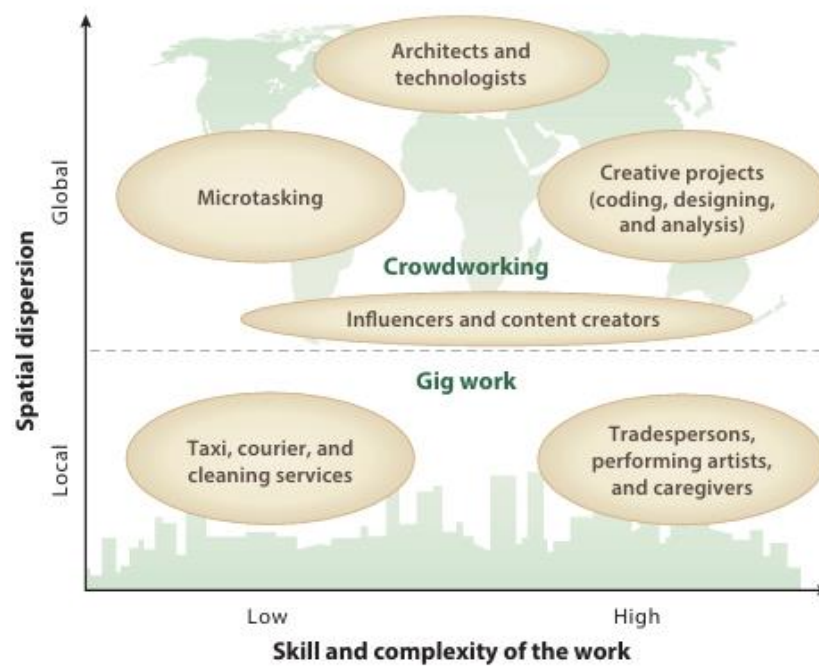 Architects and
technologists
Microtasking
Creative projects
(coding, designing,
and analysis)
Crowdworking
Influencers and content creators
Gig work
Taxi, courier, and
cleaning services
Tradespersons,
performing artists,
and caregivers
Global
Local
Spatial dispersion
Low
High
Skill and complexity of the work